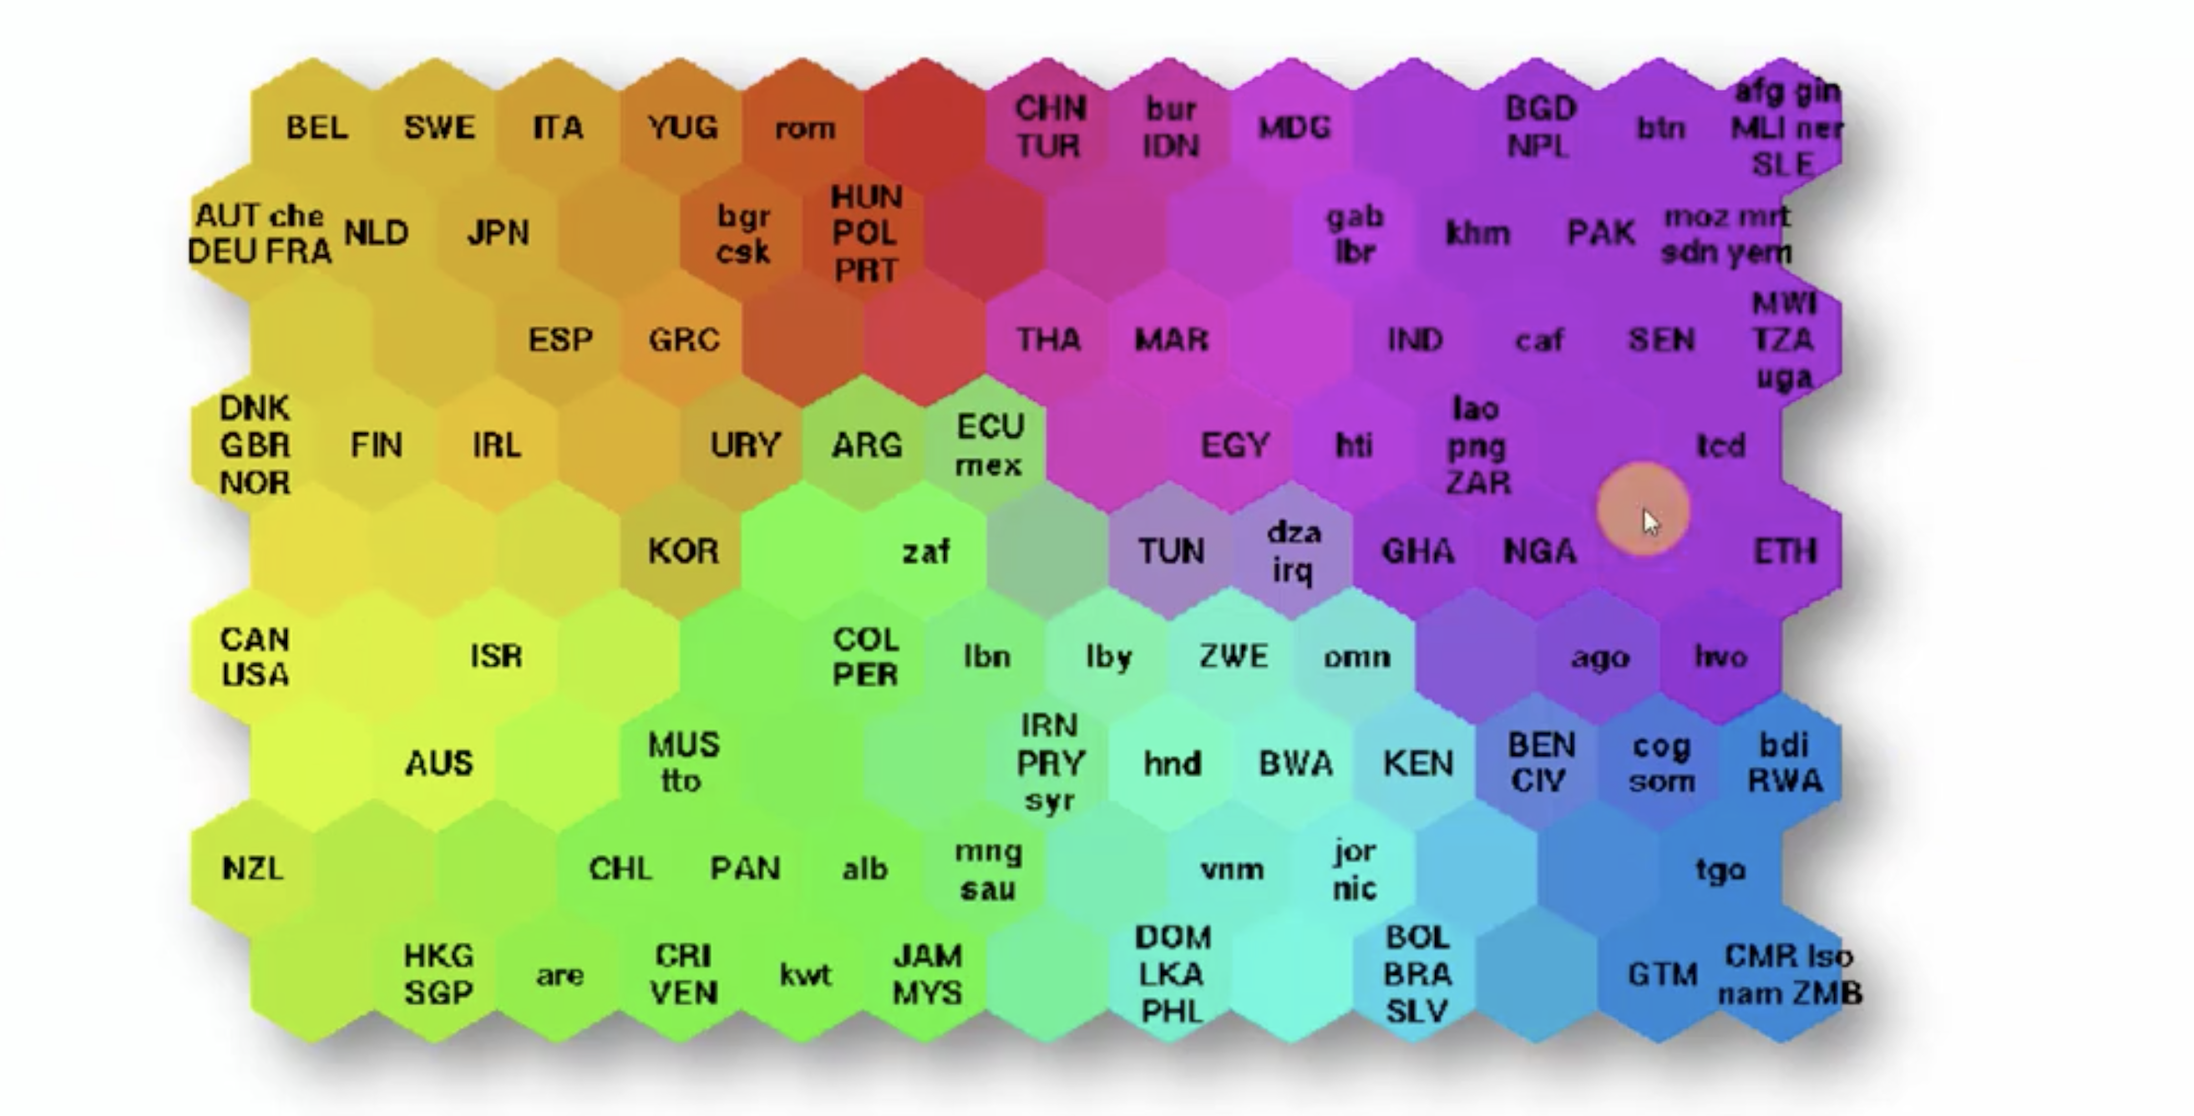 BEL SWE ITA YUG rom CHN bur MDG BGD btn afg gin
TUR IDN NPL MLI ner
SLE
AUT che NLD JPN bgr HUN gab khm PAK moz mrt
DEU FRA csk POL lbr sdn yem
PRT
ESP GRC THA MAR IND caf SEN MWI
TZA
uga
DNK FIN IRL URY ARG ECU EGY hti lao tcd
GBR mex png
NOR ZAR
KOR zaf TUN dza GHA NGA ETH
irq
CAN ISR COL lbn lby ZWE omn ago hvo
USA PER
AUS MUS IRN hnd BWA KEN BEN cog bdi
tto PRY CIV som RWA
syr
NZL CHL PAN alb mng vnm jor tgo
sau nic
HKG are CRI kwt JAM DOM BOL GTM CMR lso
SGP VEN MYS LKA BRA nam ZMB
PHL SLV